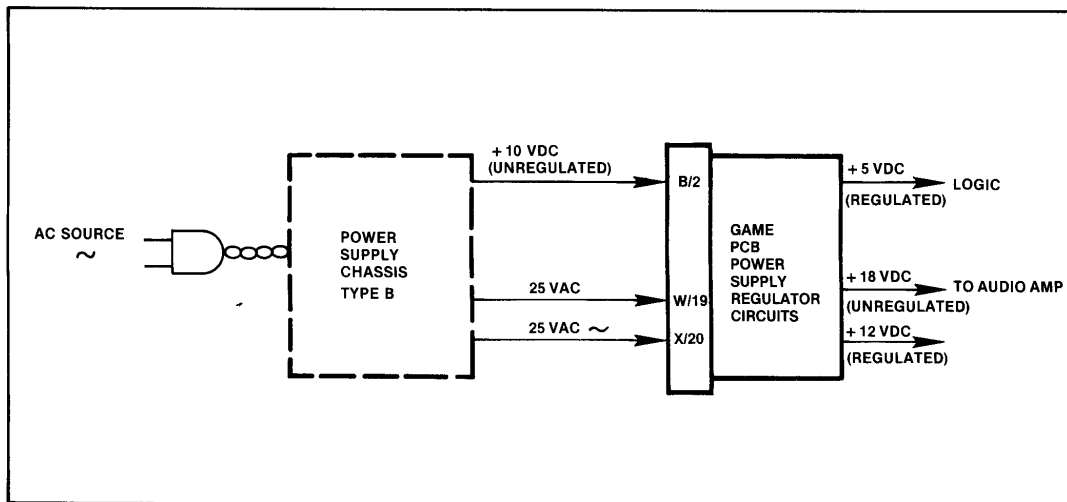 AC SOURCE
~
POWER
SUPPLY
CHASSIS
TYPE B
+ 10 VDC
(UNREGULATED)
25 VAC
25 VAC ~
B/2
W/19
X/20
GAME
PCB
POWER
SUPPLY
REGULATOR
CIRCUITS
+ 5 VDC
(REGULATED)
LOGIC
+ 18 VDC
(UNREGULATED)
TO AUDIO AMP
+ 12 VDC
(REGULATED)